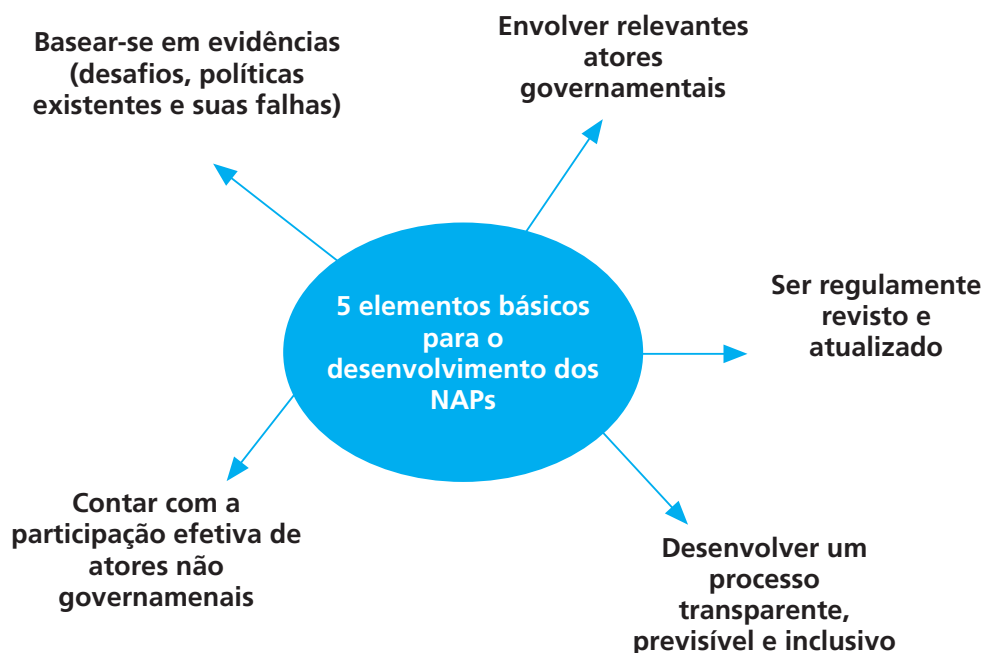 Basear-se em evidências
(desafios, políticas
existentes e suas falhas)
Envolver relevantes
atores
governamentais
5 elementos básicos
para o
desenvolvimento dos
NAPs
Ser regulamente
revisto e
atualizado
Contar com a
participação efetiva de
atores não
governamenais
Desenvolver um
processo
transparente,
previsível e inclusivo